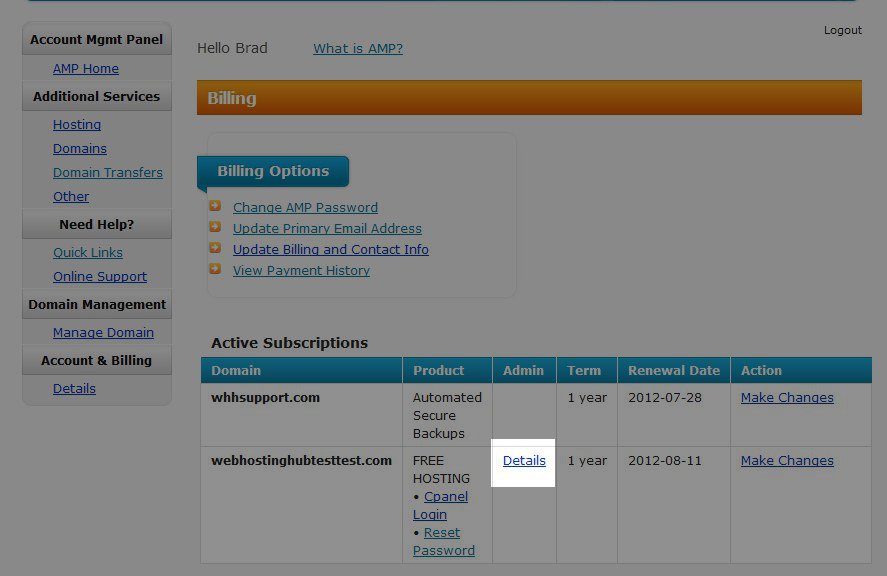 Logout
Account Mgmt Panel
AMP Home
Additional Services
Hosting
Domains
Domain Transfers
Other
Need Help?
Quick Links
Online Support
Domain Management
Manage Domain
Account & Billing
Details
Hello Brad What is AMP?
Billing
Billing Options
Change AMP Password
Update Primary Email Address
Update Billing and Contact Info
View Payment History
Active Subscriptions
Domain Product Admin Term Renewal Date Action
whhsupport.com Automated 1 year 2012-07-28 Make Changes
Secure
Backups
webhostinghubtesttest.com FREE Details 1 year 2012-08-11 Make Changes
HOSTING
• Cpanel
Login
• Reset
Password